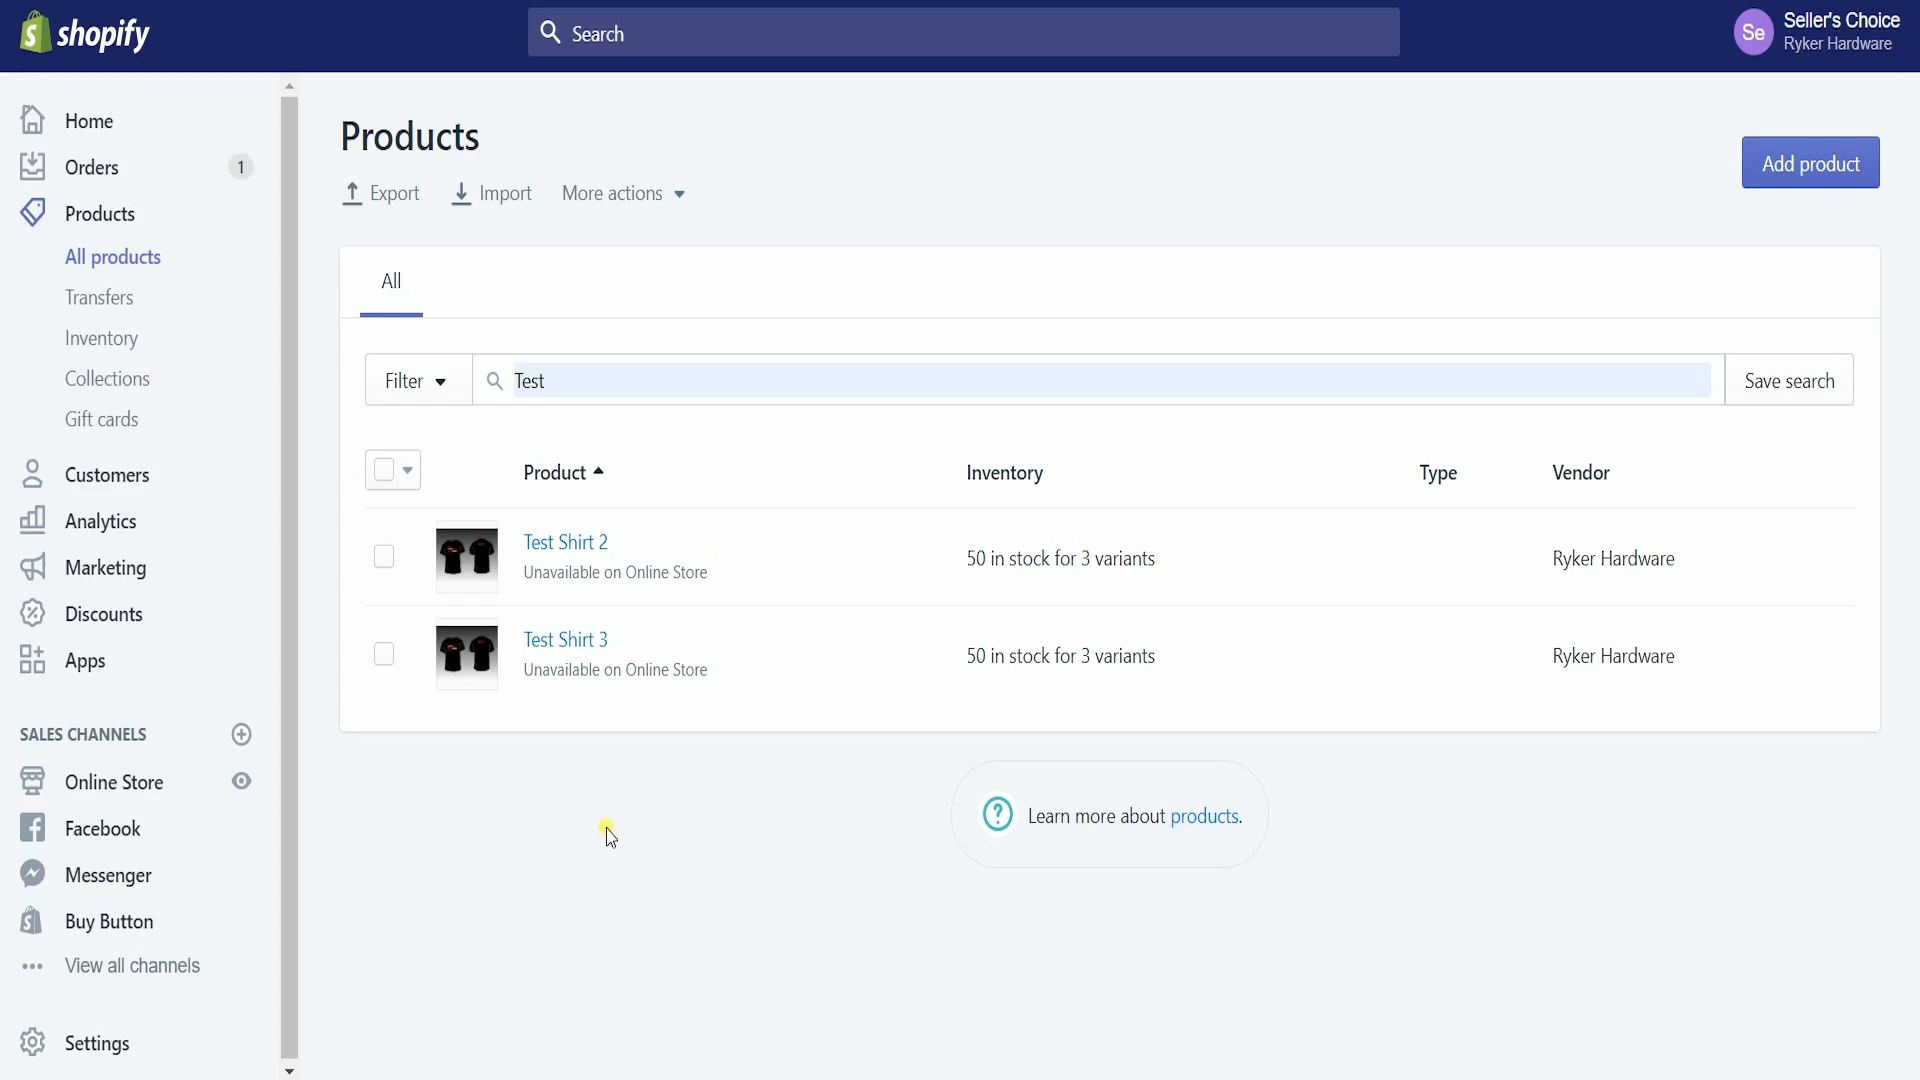 shopify
Search
Se
Seller's Choice
Ryker Hardware
Home
Orders
1
Products
All products
Transfers
Inventory
Collections
Gift cards
Customers
Analytics
Marketing
Discounts
Apps
SALES CHANNELS
Online Store
Facebook
Messenger
Buy Button
View all channels
Settings
Products
Export Import More actions
Add product
All
Filter Test Save search
Product Inventory Type Vendor
Test Shirt 2
Unavailable on Online Store
50 in stock for 3 variants
Ryker Hardware
Test Shirt 3
Unavailable on Online Store
50 in stock for 3 variants
Ryker Hardware
Learn more about products.